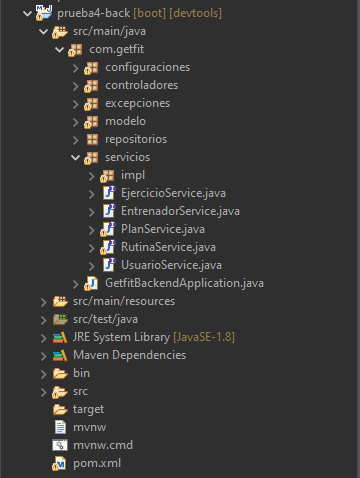 prueba4-back [boot] [devtools]
src/main/java
com.getfit
configuraciones
controladores
excepciones
modelo
repositorios
servicios
impl
EjercicioService.java
EntrenadorService.java
PlanService.java
RutinaService.java
UsuarioService.java
GetfitBackendApplication.java
src/main/resources
src/test/java
JRE System Library [JavaSE-1.8]
Maven Dependencies
bin
src
target
mvnw
mvnw.cmd
pom.xml